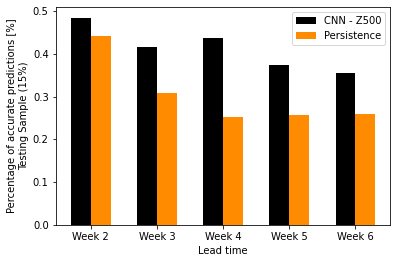 Percentage of accurate predictions [%]
Testing Sample (15%)
0.5
0.4
0.3
0.2
0.1
0.0
CNN - Z500
Persistence
Week 2
Week 3
Week 4
Week 5
Week 6
Lead time